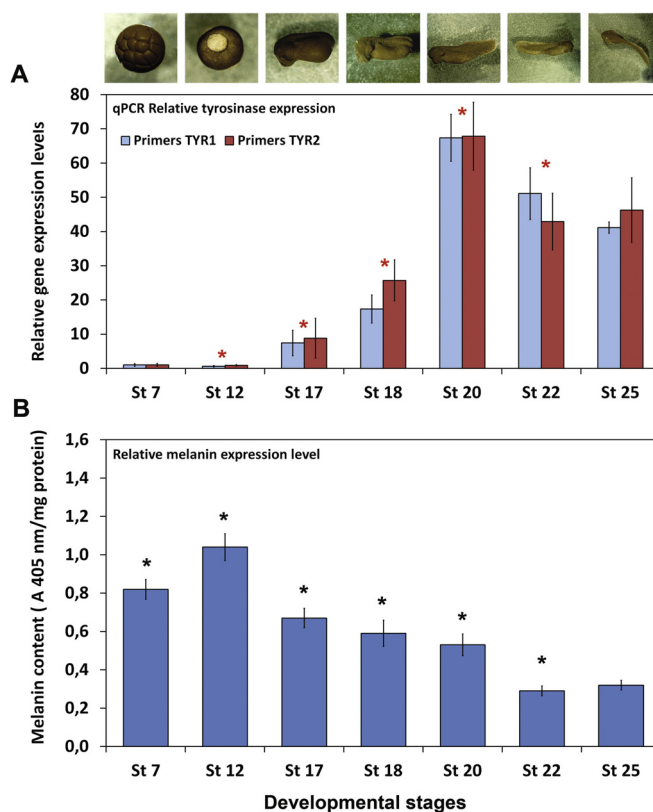 A
qPCR Relative tyrosinase expression
Primers TYR1 Primers TYR2
Relative gene expression levels
80
70
60
50
40
30
20
10
0
* * * * *
St 7 St 12 St 17 St 18 St 20 St 22 St 25
B
Relative melanin expression level
Melanin content ( A 405 nm/mg protein)
1,6
1,4
1,2
1,0
0,8
0,6
0,4
0,2
0,0
* * * * * *
St 7 St 12 St 17 St 18 St 20 St 22 St 25
Developmental stages